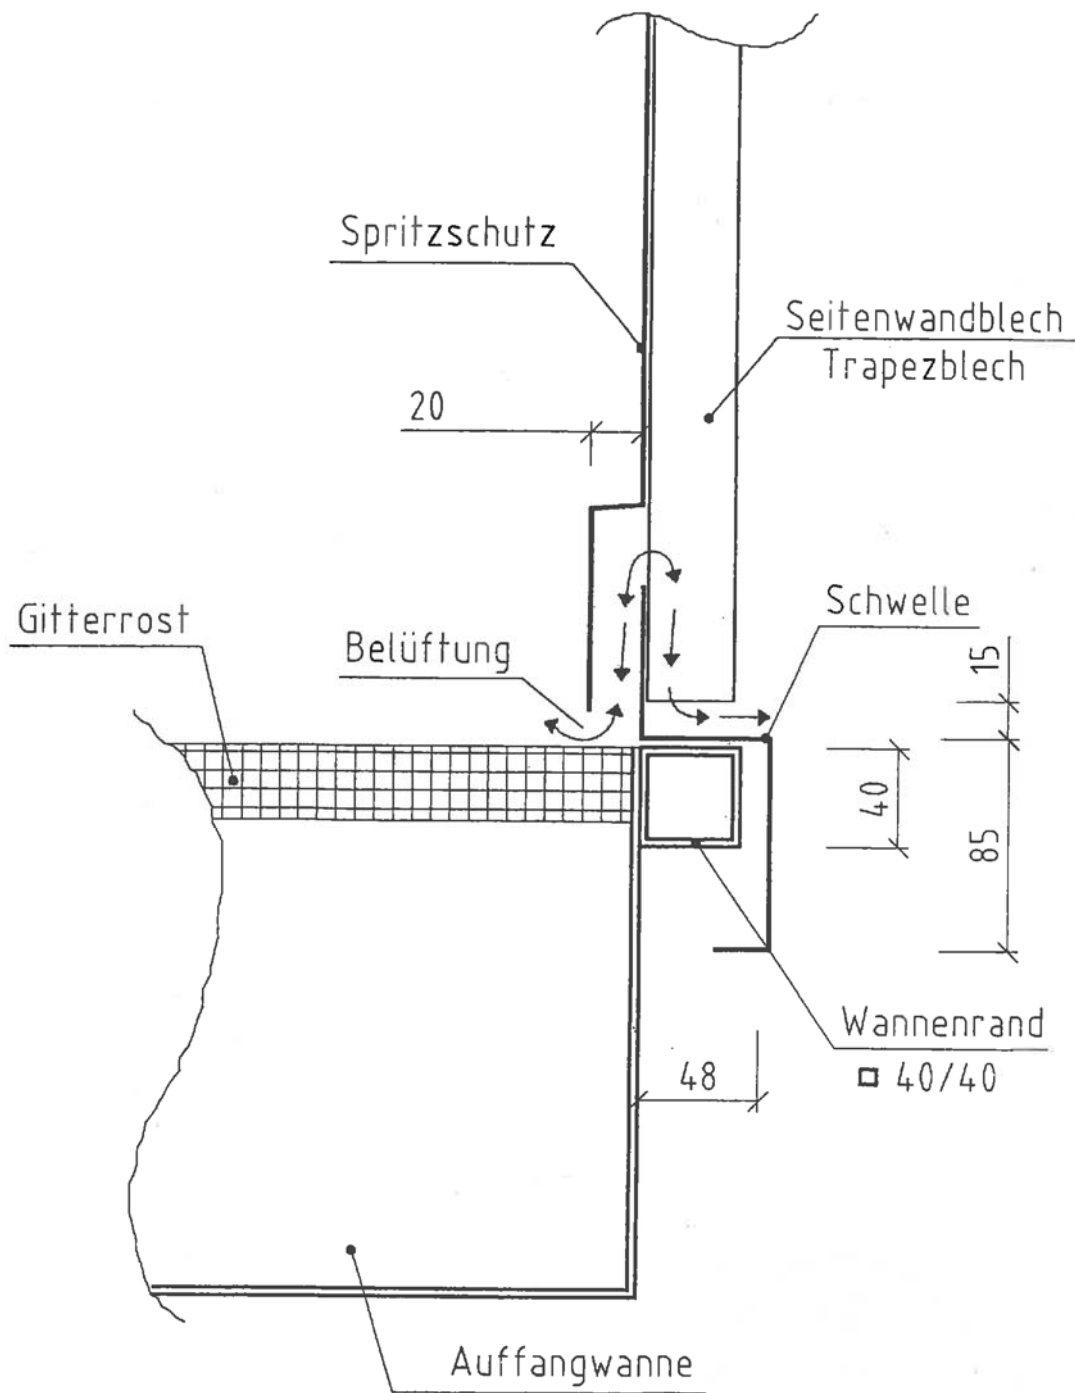 Spritzschutz
Seitenwandblech
Trapezblech
20
Gitterrost
Belüftung
Schwelle
15
40
85
Wannenrand
40/40
48
Auffangwanne